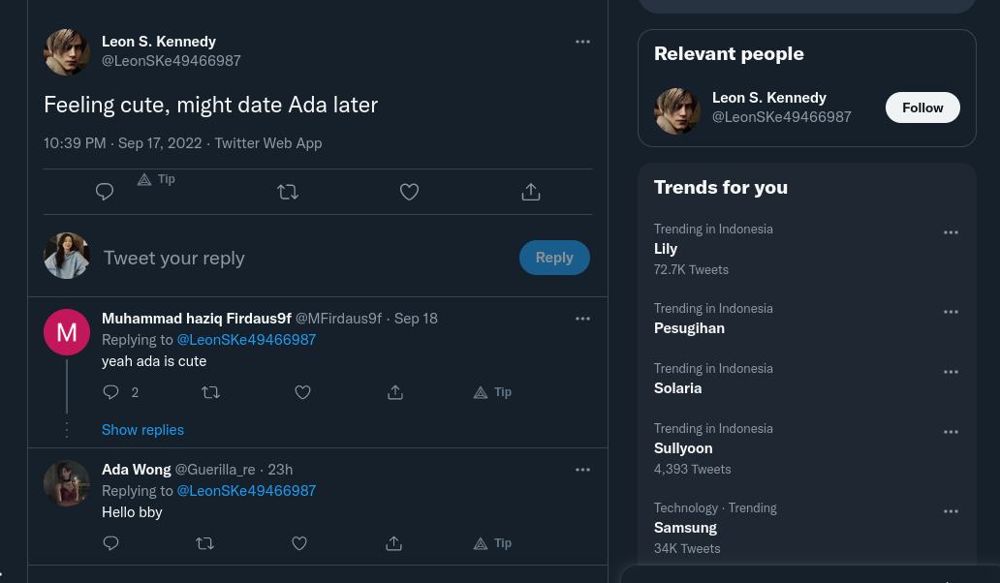 Leon S. Kennedy
@LeonSKe49466987
Feeling cute, might date Ada later
10:39 PM · Sep 17, 2022 · Twitter Web App
Tip
Tweet your reply
Reply
Muhammad haziq Firdaus9f @MFirdaus9f · Sep 18
Replying to @LeonSKe49466987
yeah ada is cute
2
Tip
Show replies
Ada Wong @Guerilla_re · 23h
Replying to @LeonSKe49466987
Hello bby
Tip
Relevant people
Leon S. Kennedy
@LeonSKe49466987
Follow
Trends for you
Trending in Indonesia
Lily
72.7K Tweets
Trending in Indonesia
Pesugihan
Trending in Indonesia
Solaria
Trending in Indonesia
Sullyoon
4,393 Tweets
Technology · Trending
Samsung
34K Tweets
M